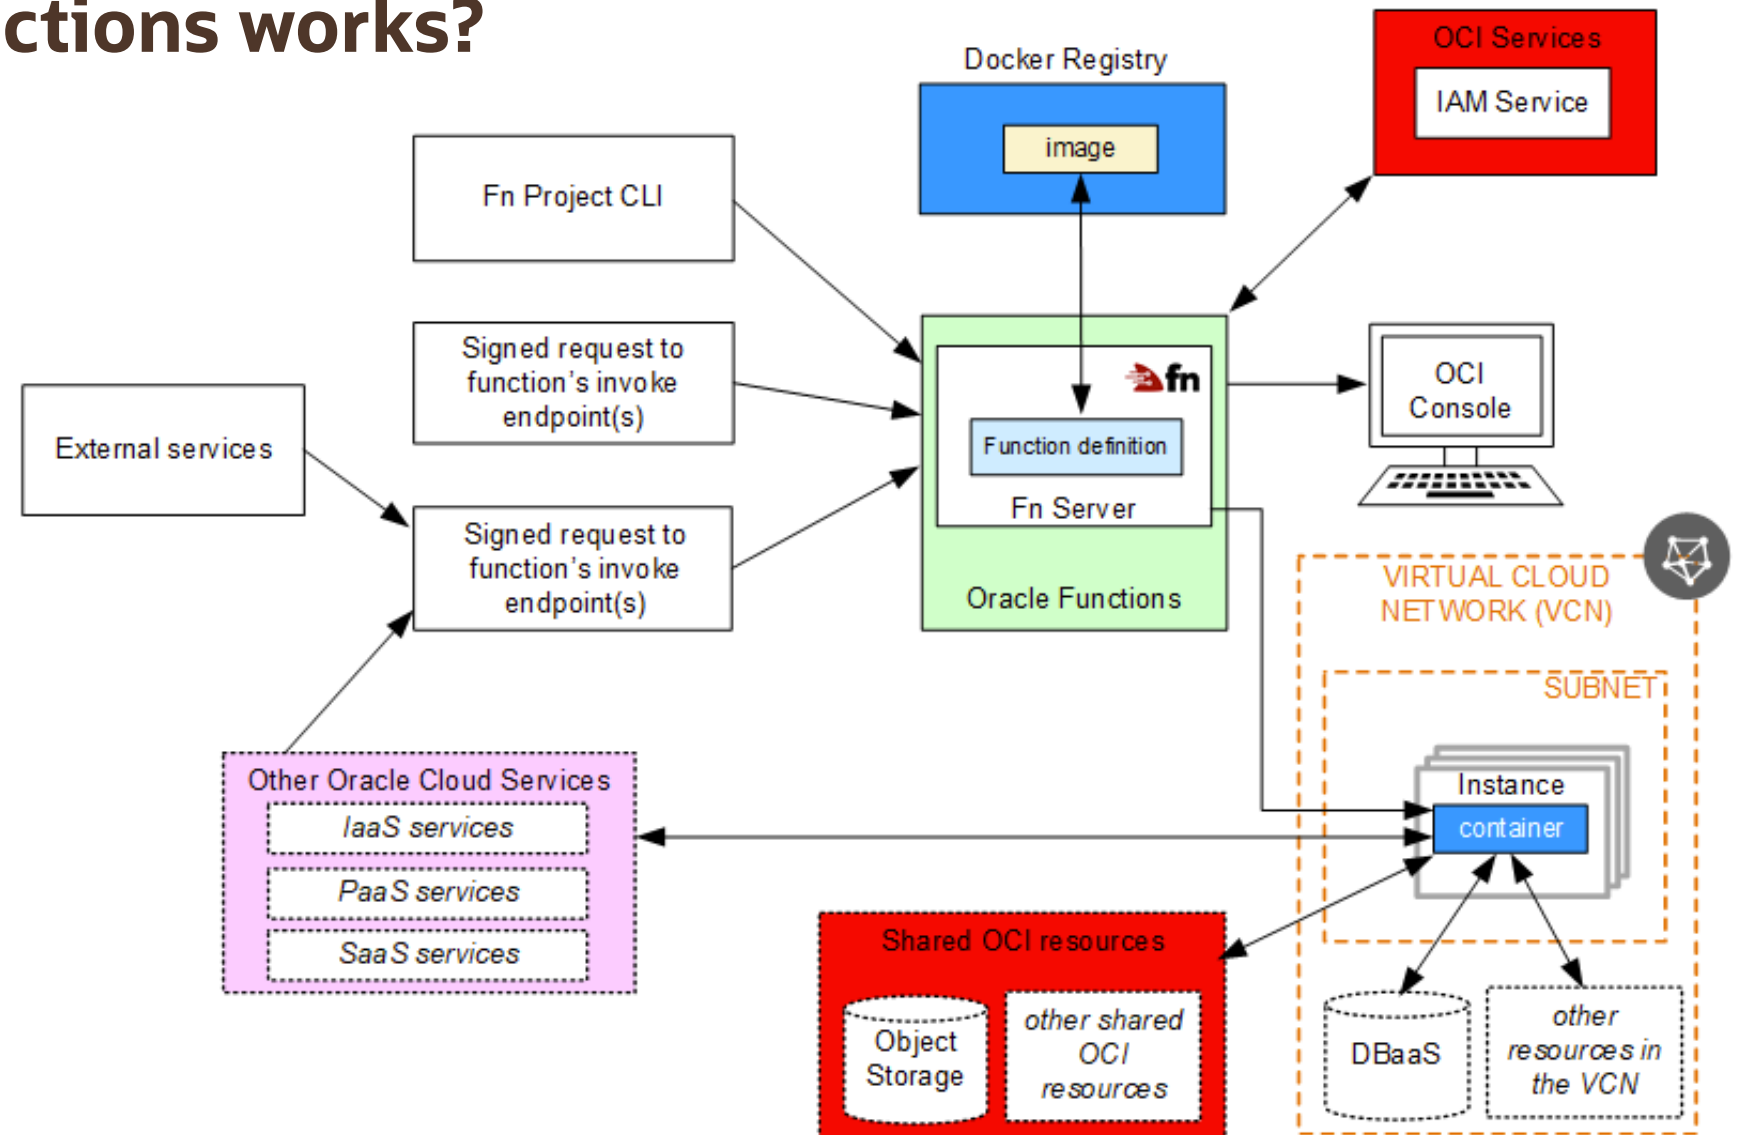 ctions works?
Docker Registry
image
OCI Services
IAM Service
Fn Project CLI
Signed request to
function's invoke
endpoint(s)
External services
Signed request to
function's invoke
endpoint(s)
fn
Function definition
Fn Server
Oracle Functions
OCI
Console
VIRTUAL CLOUD
NETWORK (VCN)
SUBNET
Instance
container
Other Oracle Cloud Services
IaaS services
PaaS services
SaaS services
Shared OCI resources
Object
Storage
other shared
OCI
resources
DBaaS
other
resources in
the VCN